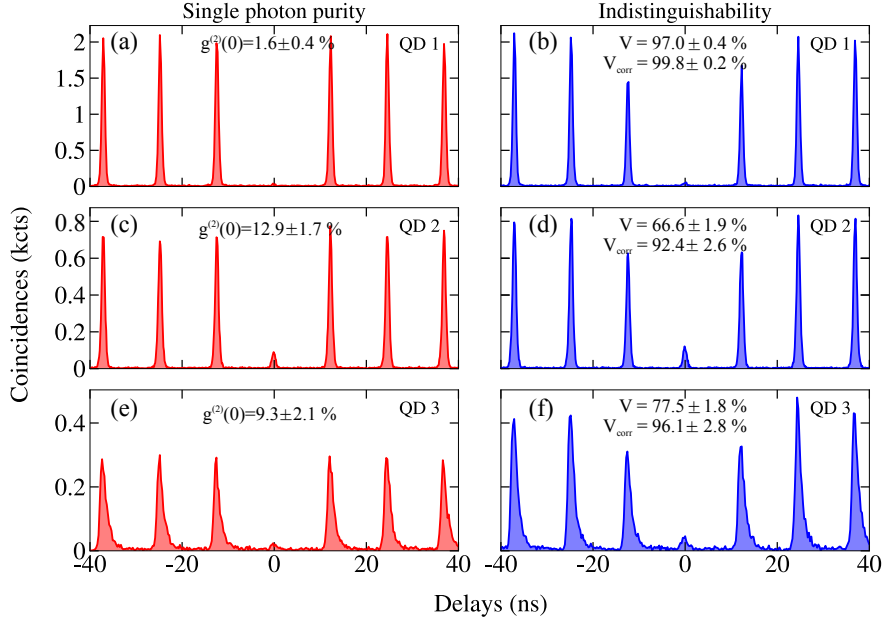 Single photon purity
Indistinguishability
(a)
g⁽²⁾(0)=1.6±0.4 %
QD 1
(b)
V = 97.0 ± 0.4 %
V_corr = 99.8 ± 0.2 %
QD 1
2
1.5
1
0.5
0
(c)
g⁽²⁾(0)=12.9±1.7 %
QD 2
(d)
V = 66.6 ± 1.9 %
V_corr = 92.4 ± 2.6 %
QD 2
0.8
0.6
0.4
0.2
0
Coincidences (kcts)
(e)
g⁽²⁾(0)=9.3±2.1 %
QD 3
(f)
V = 77.5 ± 1.8 %
V_corr = 96.1 ± 2.8 %
QD 3
0.4
0.2
0
-40 -20 0 20 40
-40 -20 0 20 40
Delays (ns)